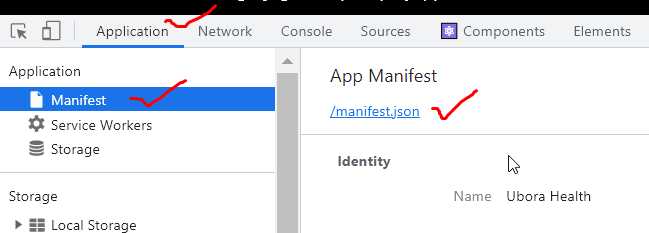 Application Network Console Sources Components Elements
Application
Manifest
Service Workers
Storage
Storage
Local Storage
App Manifest
/manifest.json
Identity
Name Ubora Health